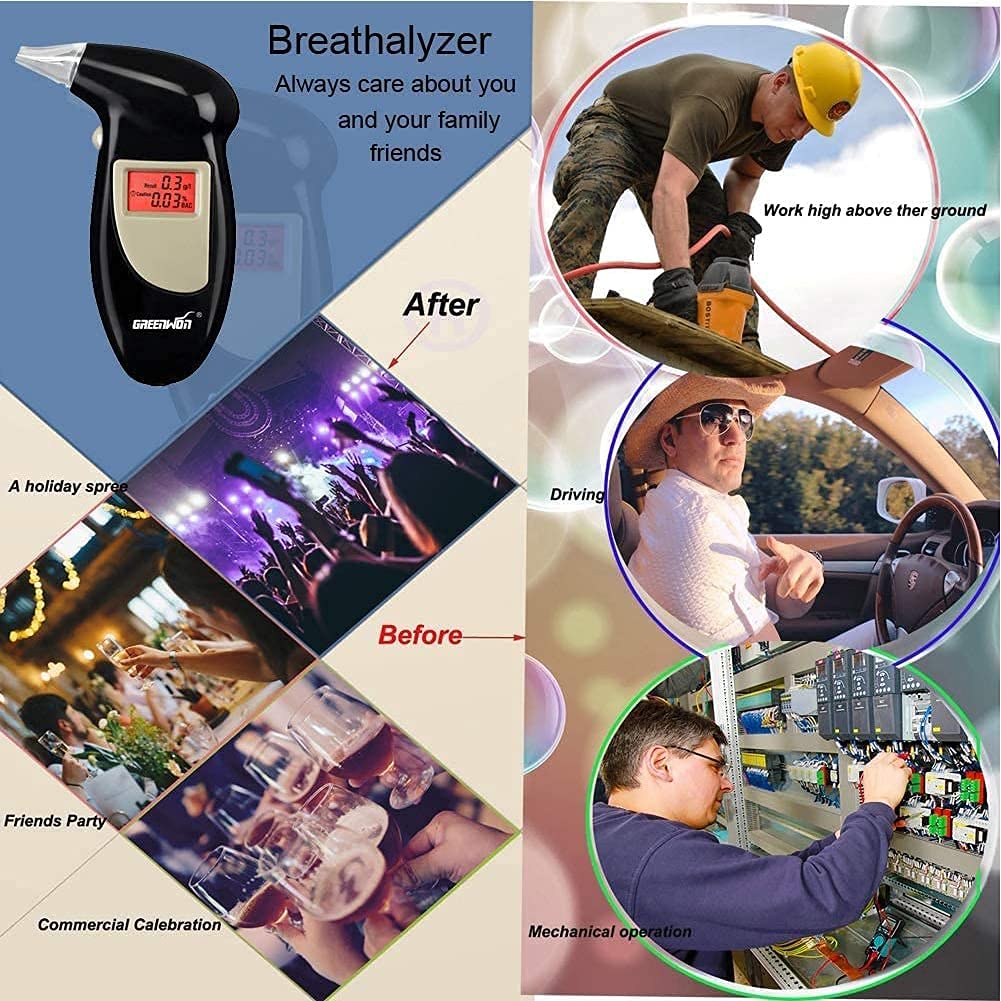 Breathalyzer
Always care about you
and your family
friends
Result 0.3 g/l
Caution 0.03 % BAC
GREENWON ®
After
A holiday spree
Before
Friends Party
Commercial Calebration
Work high above ther ground
BOSTI
Driving
Mechanical operation